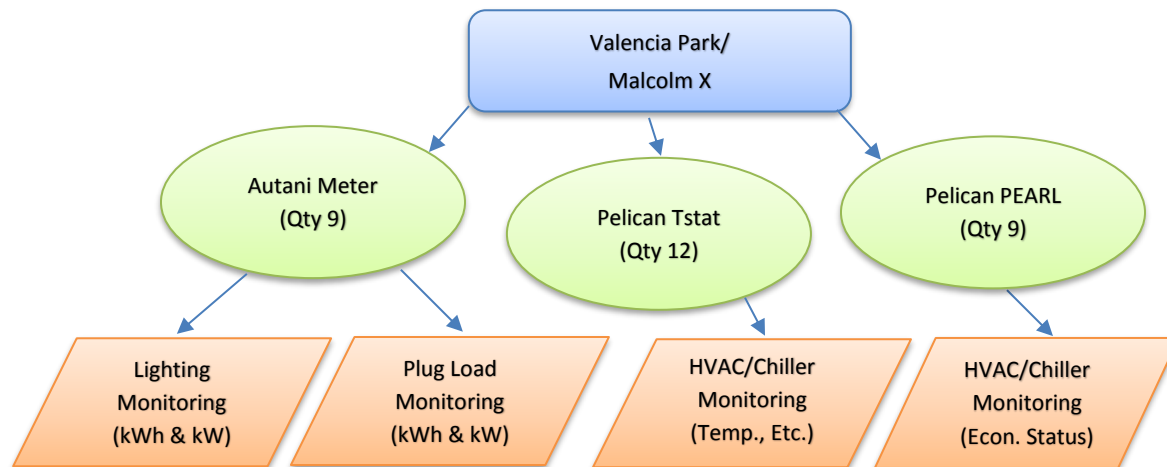 Valencia Park/
Malcolm X
Autani Meter
(Qty 9)
Pelican Tstat
(Qty 12)
Pelican PEARL
(Qty 9)
Lighting
Monitoring
(kWh & kW)
Plug Load
Monitoring
(kWh & kW)
HVAC/Chiller
Monitoring
(Temp., Etc.)
HVAC/Chiller
Monitoring
(Econ. Status)